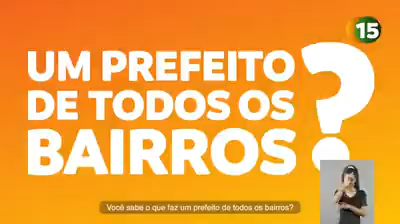 15
UM PREFEITO
DE TODOS OS
BAIRROS?
Você sabe o que faz um prefeito de todos os bairros?